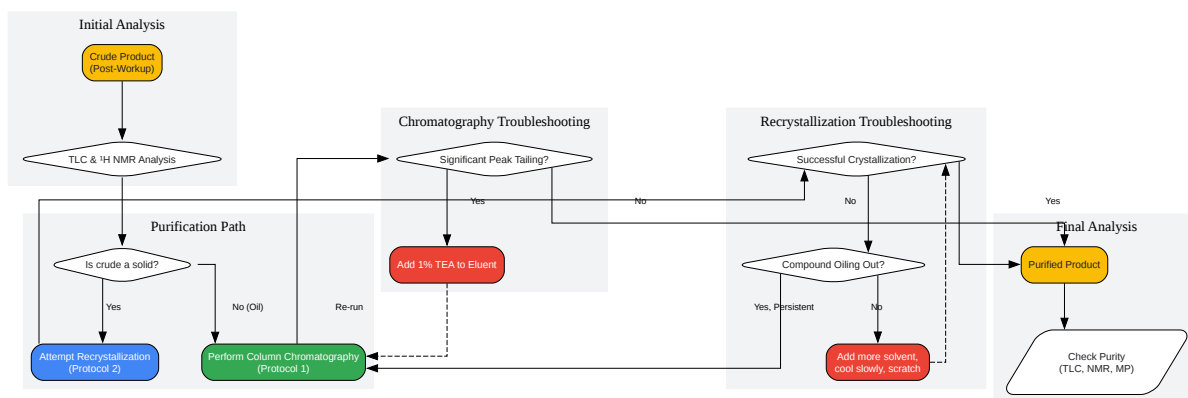 Initial Analysis
Crude Product
(Post-Workup)
TLC & ¹H NMR Analysis
Purification Path
Is crude a solid?
Yes
No (Oil)
Re-run
Attempt Recrystallization
(Protocol 2)
Perform Column Chromatography
(Protocol 1)
Chromatography Troubleshooting
Significant Peak Tailing?
Yes
No
Add 1% TEA to Eluent
Recrystallization Troubleshooting
Successful Crystallization?
No
Yes
Compound Oiling Out?
Yes, Persistent
No
Add more solvent,
cool slowly, scratch
Final Analysis
Purified Product
Check Purity
(TLC, NMR, MP)